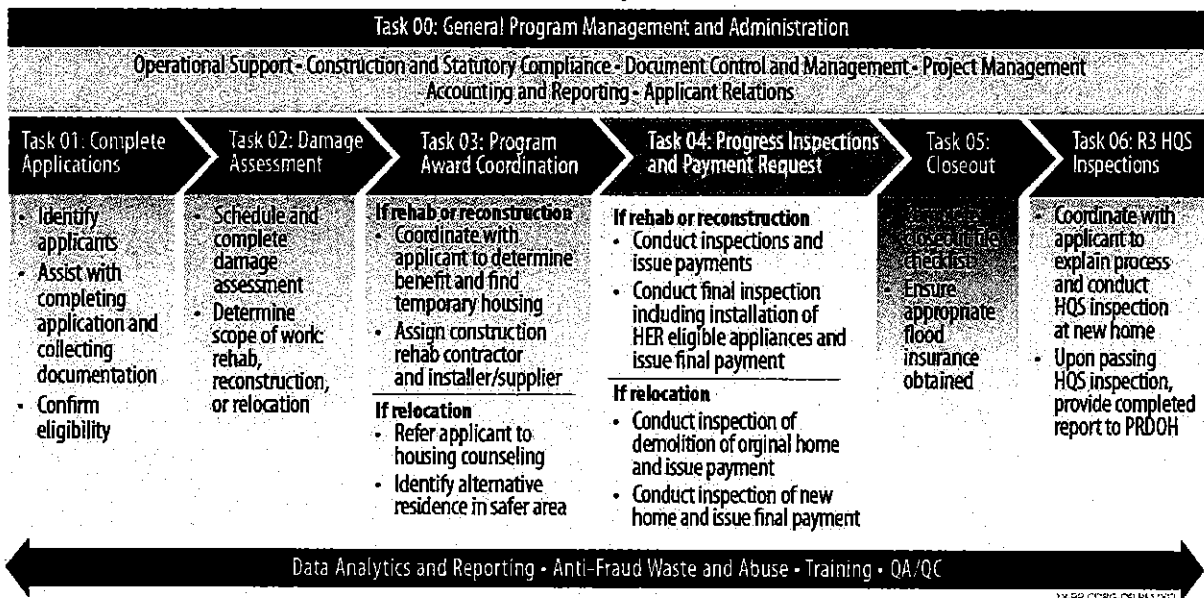 Task 00: General Program Management and Administration
Operational Support - Construction and Statutory Compliance - Document Control and Management - Project Management
Accounting and Reporting - Applicant Relations
Task 01: Complete
Applications
Task 02: Damage
Assessment
Task 03: Program
Award Coordination
Task 04: Progress Inspections
and Payment Request
Task 05:
Closeout
Task 06: R3 HQS
Inspections
• Identify
applicants
• Assist with
completing
application and
collecting
documentation
• Confirm
eligibility
• Schedule and
complete
damage
assessment
• Determine
scope of work:
rehab,
reconstruction,
or relocation
If rehab or reconstruction
• Coordinate with
applicant to determine
benefit and find
temporary housing
• Assign construction
rehab contractor
and installer/supplier
If relocation
• Refer applicant to
housing counseling
• Identify alternative
residence in safer area
If rehab or reconstruction
• Conduct inspections and
issue payments
• Conduct final inspection
including installation of
HER eligible appliances and
issue final payment
If relocation
• Conduct inspection of
demolition of orginal home
and issue payment
• Conduct inspection of new
home and issue final payment
closeout file
checklist
• Ensure
appropriate
flood
insurance
obtained
• Coordinate with
applicant to
explain process
and conduct
HQS inspection
at new home
• Upon passing
HQS inspection,
provide completed
report to PRDOH
Data Analytics and Reporting • Anti-Fraud Waste and Abuse • Training • QA/QC